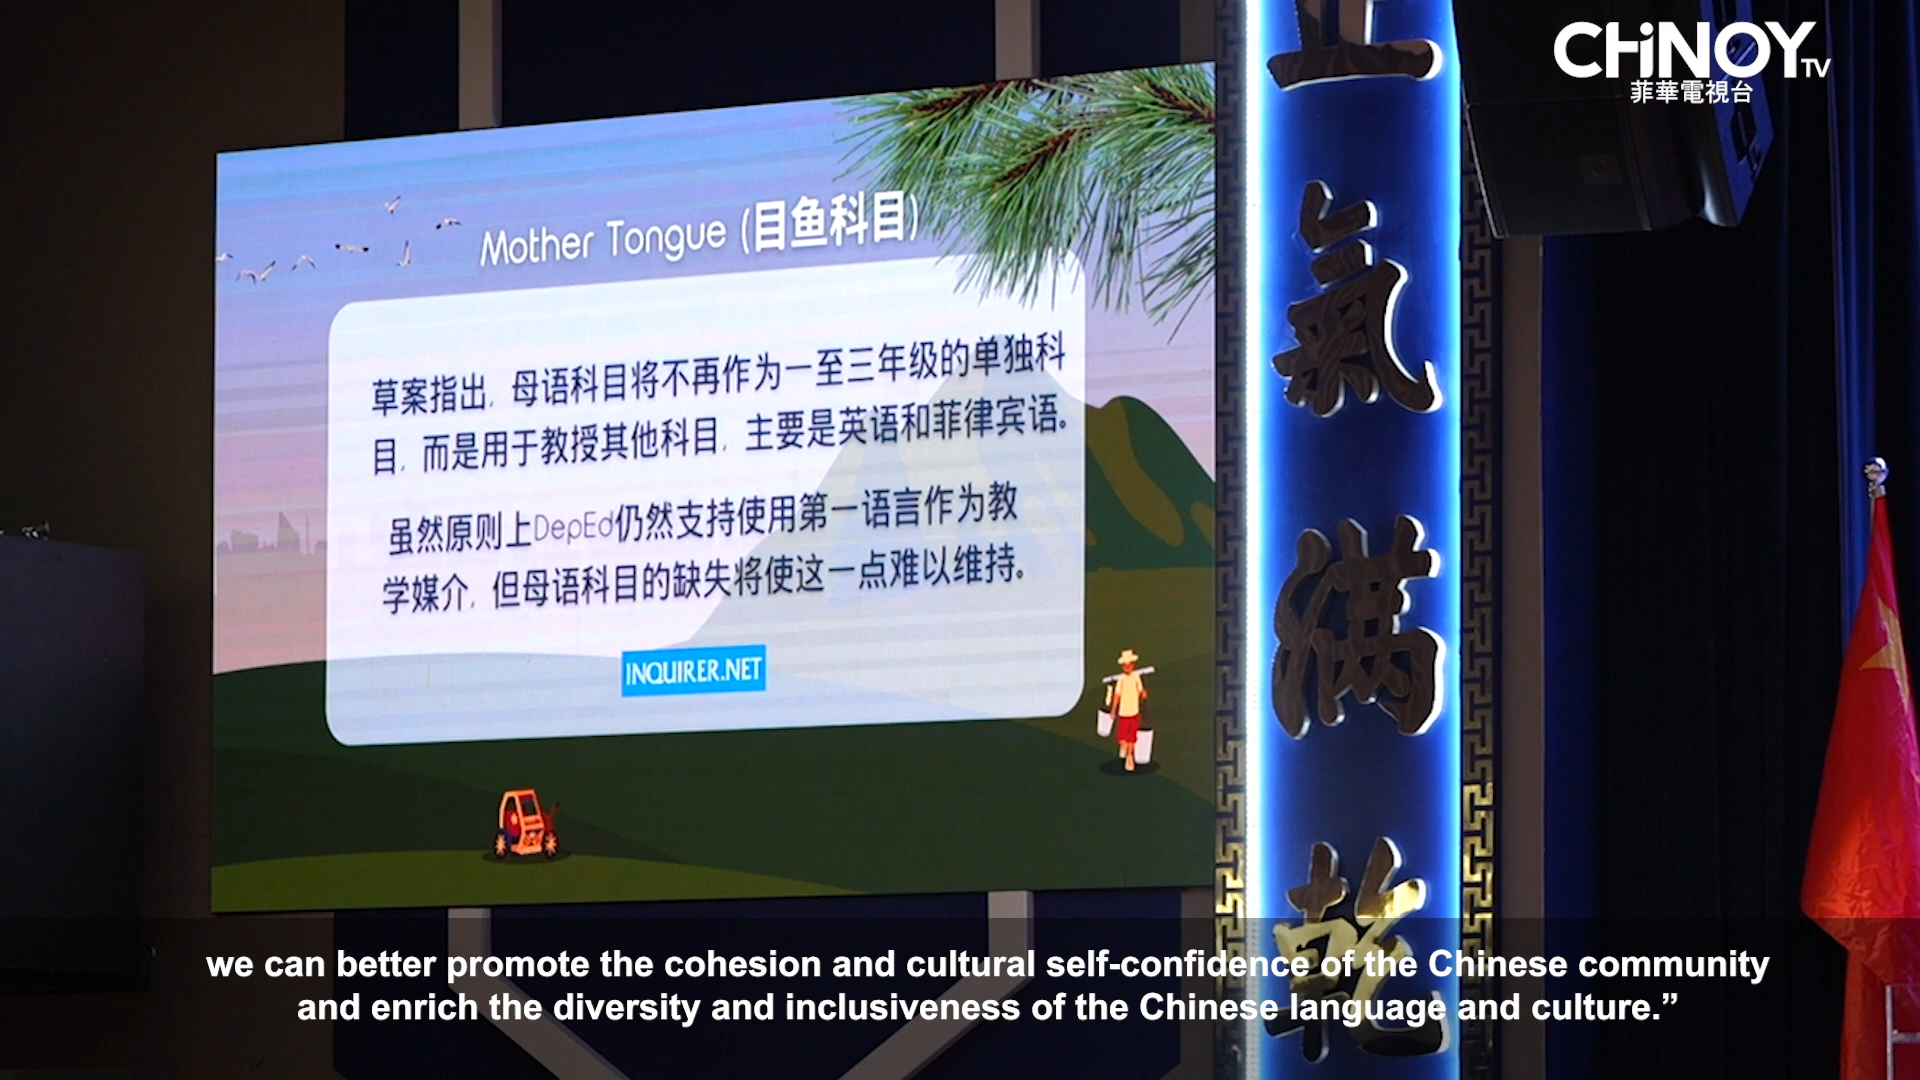 CHiNOY TV
菲華電視台
Mother Tongue (目鱼科目)
草案指出, 母语科目将不再作为一至三年级的单独科
目, 而是用于教授其他科目, 主要是英语和菲律宾语。
虽然原则上DepEd仍然支持使用第一语言作为教
学媒介, 但母语科目的缺失将使这一点难以维持。
INQUIRER.NET
正
氣
满
乾
we can better promote the cohesion and cultural self-confidence of the Chinese community
and enrich the diversity and inclusiveness of the Chinese language and culture.”